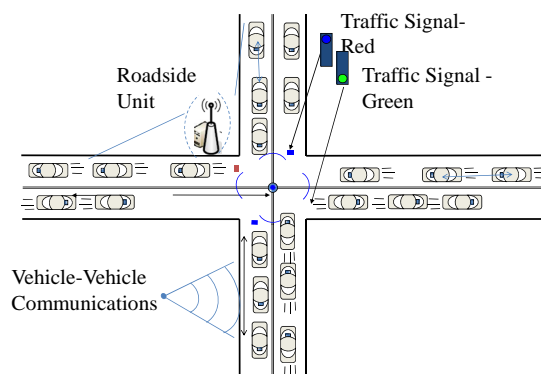 Traffic Signal-
Red
Roadside
Unit
Traffic Signal -
Green
Vehicle-Vehicle
Communications